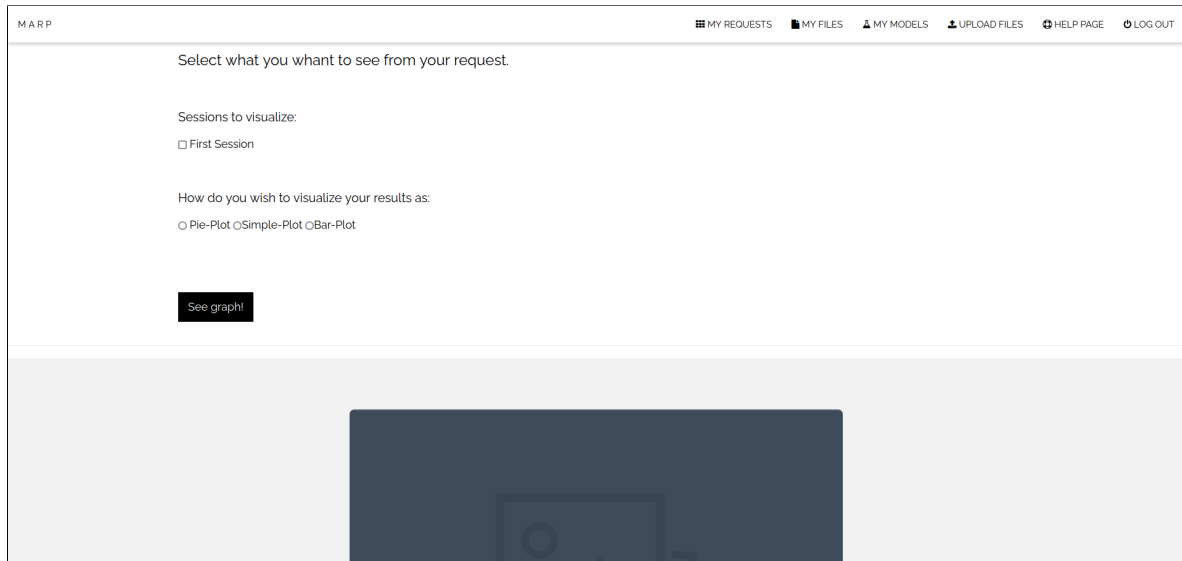 MARP MY REQUESTS MY FILES MY MODELS UPLOAD FILES HELP PAGE LOG OUT
Select what you whant to see from your request.
Sessions to visualize:
First Session
How do you wish to visualize your results as:
Pie-Plot Simple-Plot Bar-Plot
See graph!